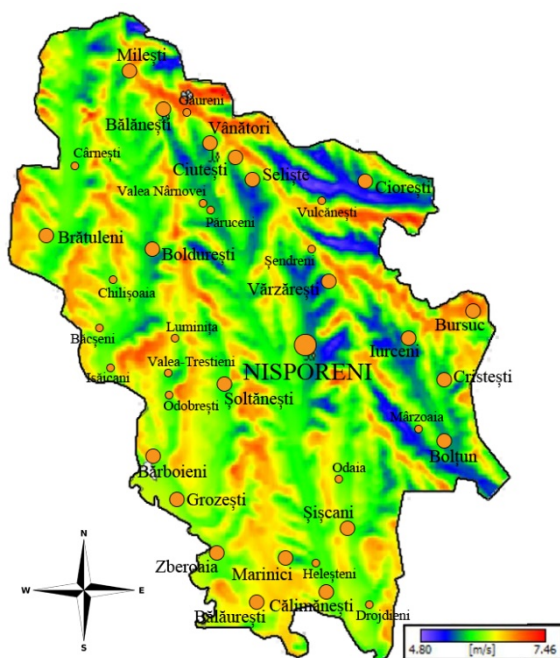 Milești
Găureni
Bălănești
Vânători
Cârnești
Ciutești
Seliște
Ciorești
Valea Nârnovei
Vulcănești
Păruceni
Brătuleni
Boldurești
Șendreni
Vărzărești
Chilișoaia
Bursuc
Băcșeni
Luminița
Iurceni
NISPORENI
Isăicani
Valea-Trestieni
Cristești
Șoltănești
Odobrești
Mârzoaia
Bolțun
Bărboieni
Odaia
Grozești
Șișcani
N
Zberoaia
Marinici
Heleșteni
W
E
Călimănești
Bălăurești
Drojdieni
S
4.80 [m/s] 7.46